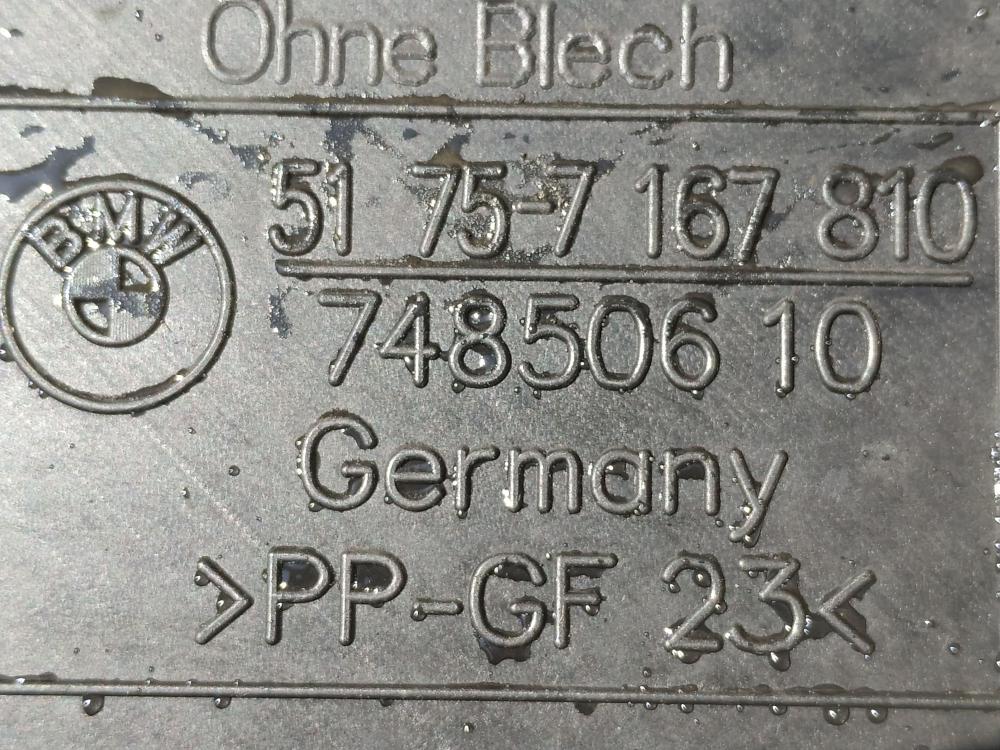 Ohne Blech
BMW
51 75-7 167 810
748506 10
Germany
>PP-GF 23<